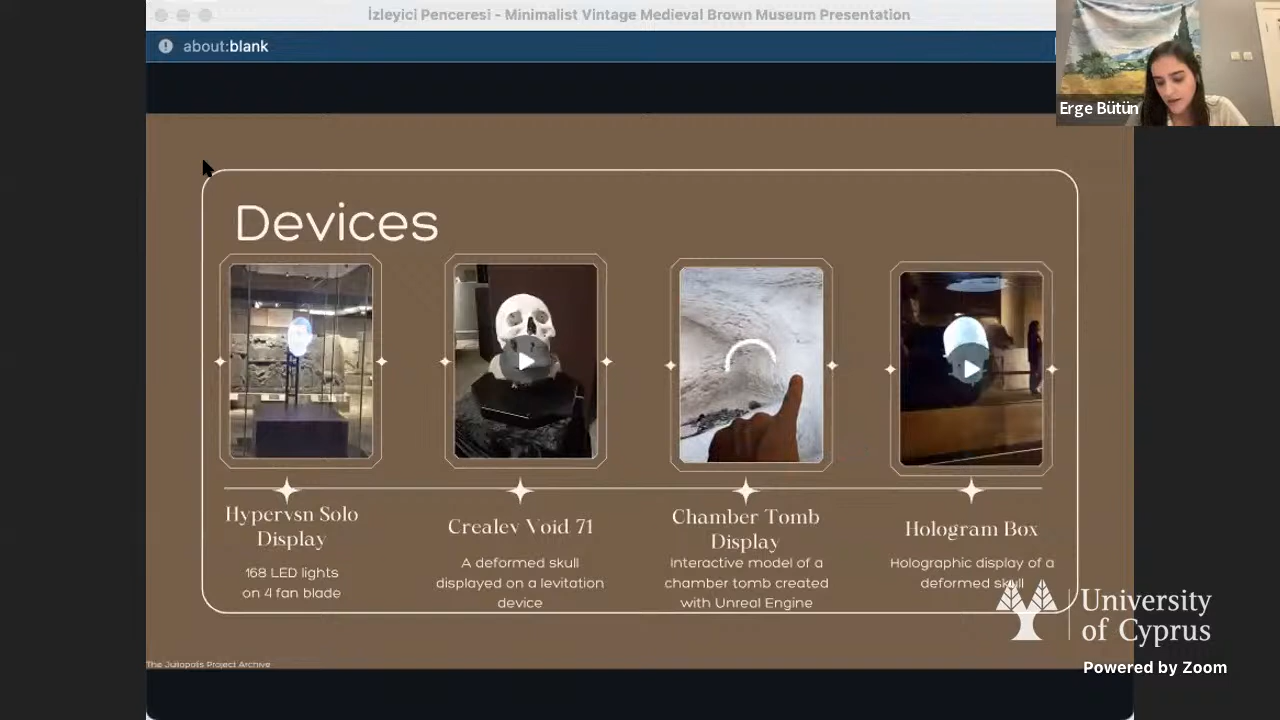 İzleyici Penceresi - Minimalist Vintage Medieval Brown Museum Presentation
about:blank
Erge Bütün
Devices
Hypervsn Solo
Display
168 LED lights
on 4 fan blade
Crealev Void 71
A deformed skull
displayed on a levitation
device
Chamber Tomb
Display
Interactive model of a
chamber tomb created
with Unreal Engine
Hologram Box
Holographic display of a
deformed skull
University
of Cyprus
Powered by Zoom
The Juliopolis Project Archive